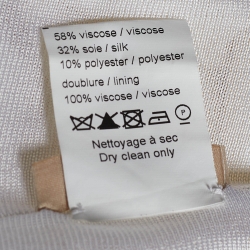 58% viscose / viscose
32% soie / silk
10% polyester / polyester
doublure / lining
100% viscose / viscose
P
Nettoyage à sec
Dry clean only